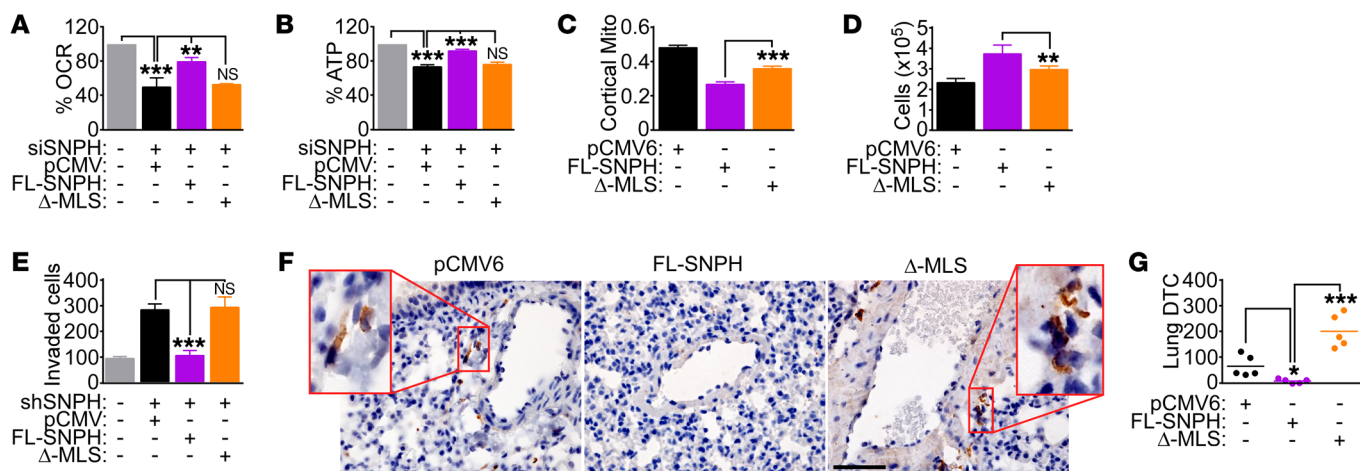 A
% OCR
120
80
40
0
***
**
NS
siSNPH: - + + +
pCMV: - + - -
FL-SNPH: - - + -
Δ-MLS: - - - +
B
% ATP
120
80
40
0
***
***
NS
siSNPH: - + + +
pCMV: - + - -
FL-SNPH: - - + -
Δ-MLS: - - - +
C
Cortical Mito
0.6
0.4
0.2
0
***
pCMV6: + - -
FL-SNPH: - + -
Δ-MLS: - - +
D
Cells (x10⁵)
5
4
3
2
1
0
**
pCMV6: + - -
FL-SNPH: - + -
Δ-MLS: - - +
E
Invaded cells
400
300
200
100
0
***
NS
shSNPH: - + + +
pCMV: - + - -
FL-SNPH: - - + -
Δ-MLS: - - - +
F
pCMV6
FL-SNPH
Δ-MLS
G
Lung DTC
400
300
200
100
0
*
***
pCMV6: + - -
FL-SNPH: - + -
Δ-MLS: - - +